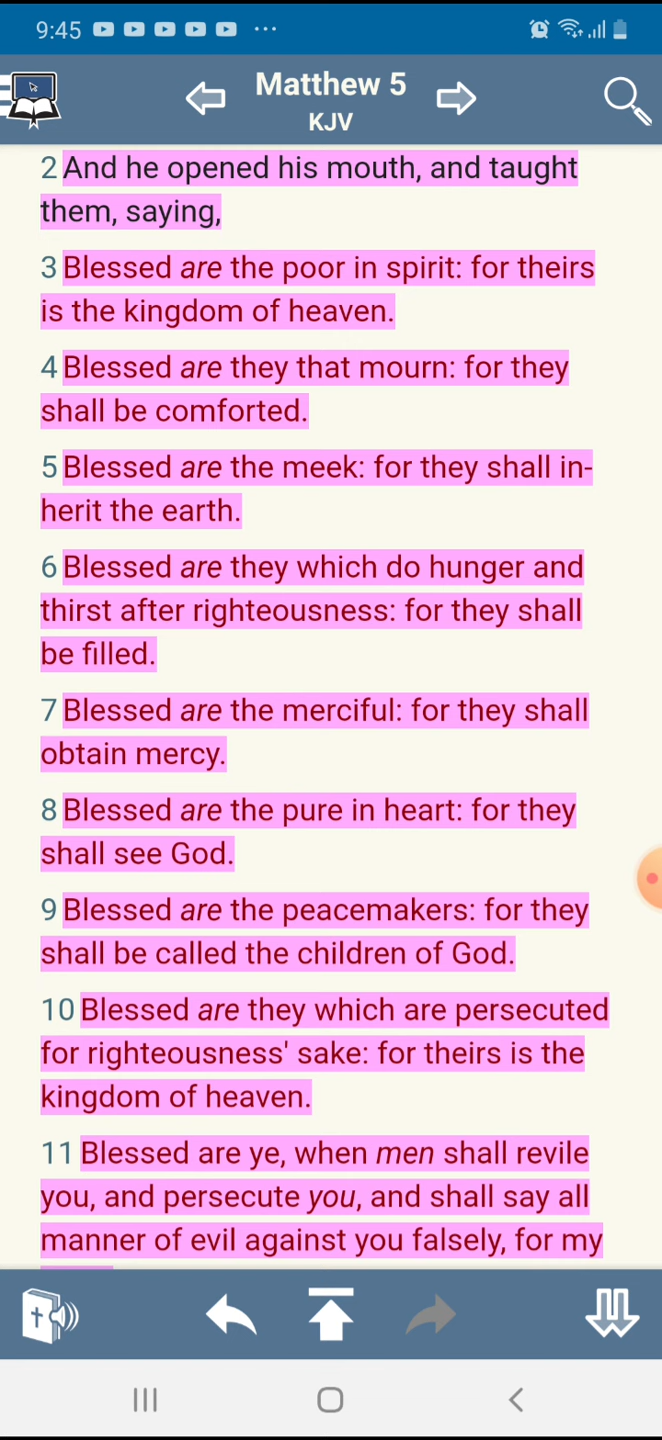 9:45
Matthew 5
KJV
2 And he opened his mouth, and taught
them, saying,
3 Blessed are the poor in spirit: for theirs
is the kingdom of heaven.
4 Blessed are they that mourn: for they
shall be comforted.
5 Blessed are the meek: for they shall in-
herit the earth.
6 Blessed are they which do hunger and
thirst after righteousness: for they shall
be filled.
7 Blessed are the merciful: for they shall
obtain mercy.
8 Blessed are the pure in heart: for they
shall see God.
9 Blessed are the peacemakers: for they
shall be called the children of God.
10 Blessed are they which are persecuted
for righteousness' sake: for theirs is the
kingdom of heaven.
11 Blessed are ye, when men shall revile
you, and persecute you, and shall say all
manner of evil against you falsely, for my